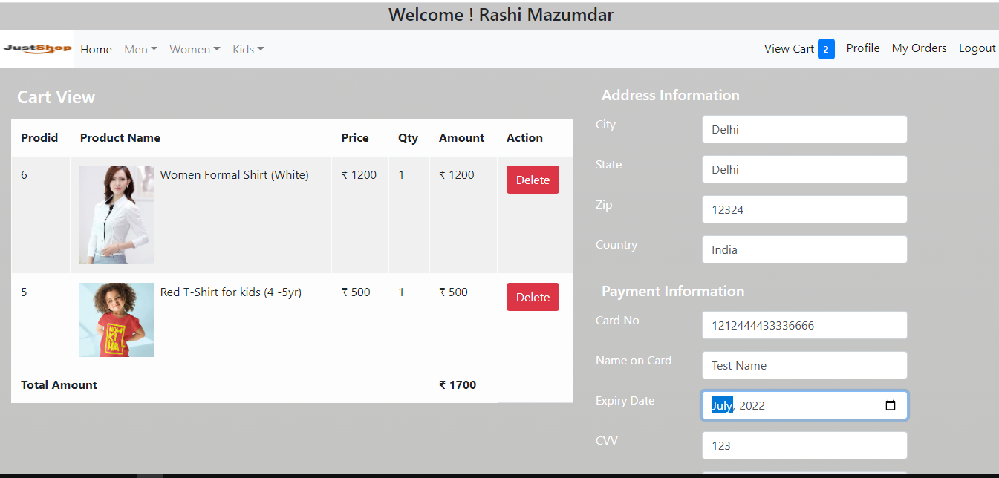 Welcome ! Rashi Mazumdar
JustShop Home Men Women Kids View Cart 2 Profile My Orders Logout
Cart View
Prodid Product Name Price Qty Amount Action
6 Women Formal Shirt (White) ₹ 1200 1 ₹ 1200 Delete
5 Red T-Shirt for kids (4 -5yr) ₹ 500 1 ₹ 500 Delete
HOW
KI
HA
Total Amount ₹ 1700
Address Information
City Delhi
State Delhi
Zip 12324
Country India
Payment Information
Card No 1212444433336666
Name on Card Test Name
Expiry Date July, 2022
CVV 123